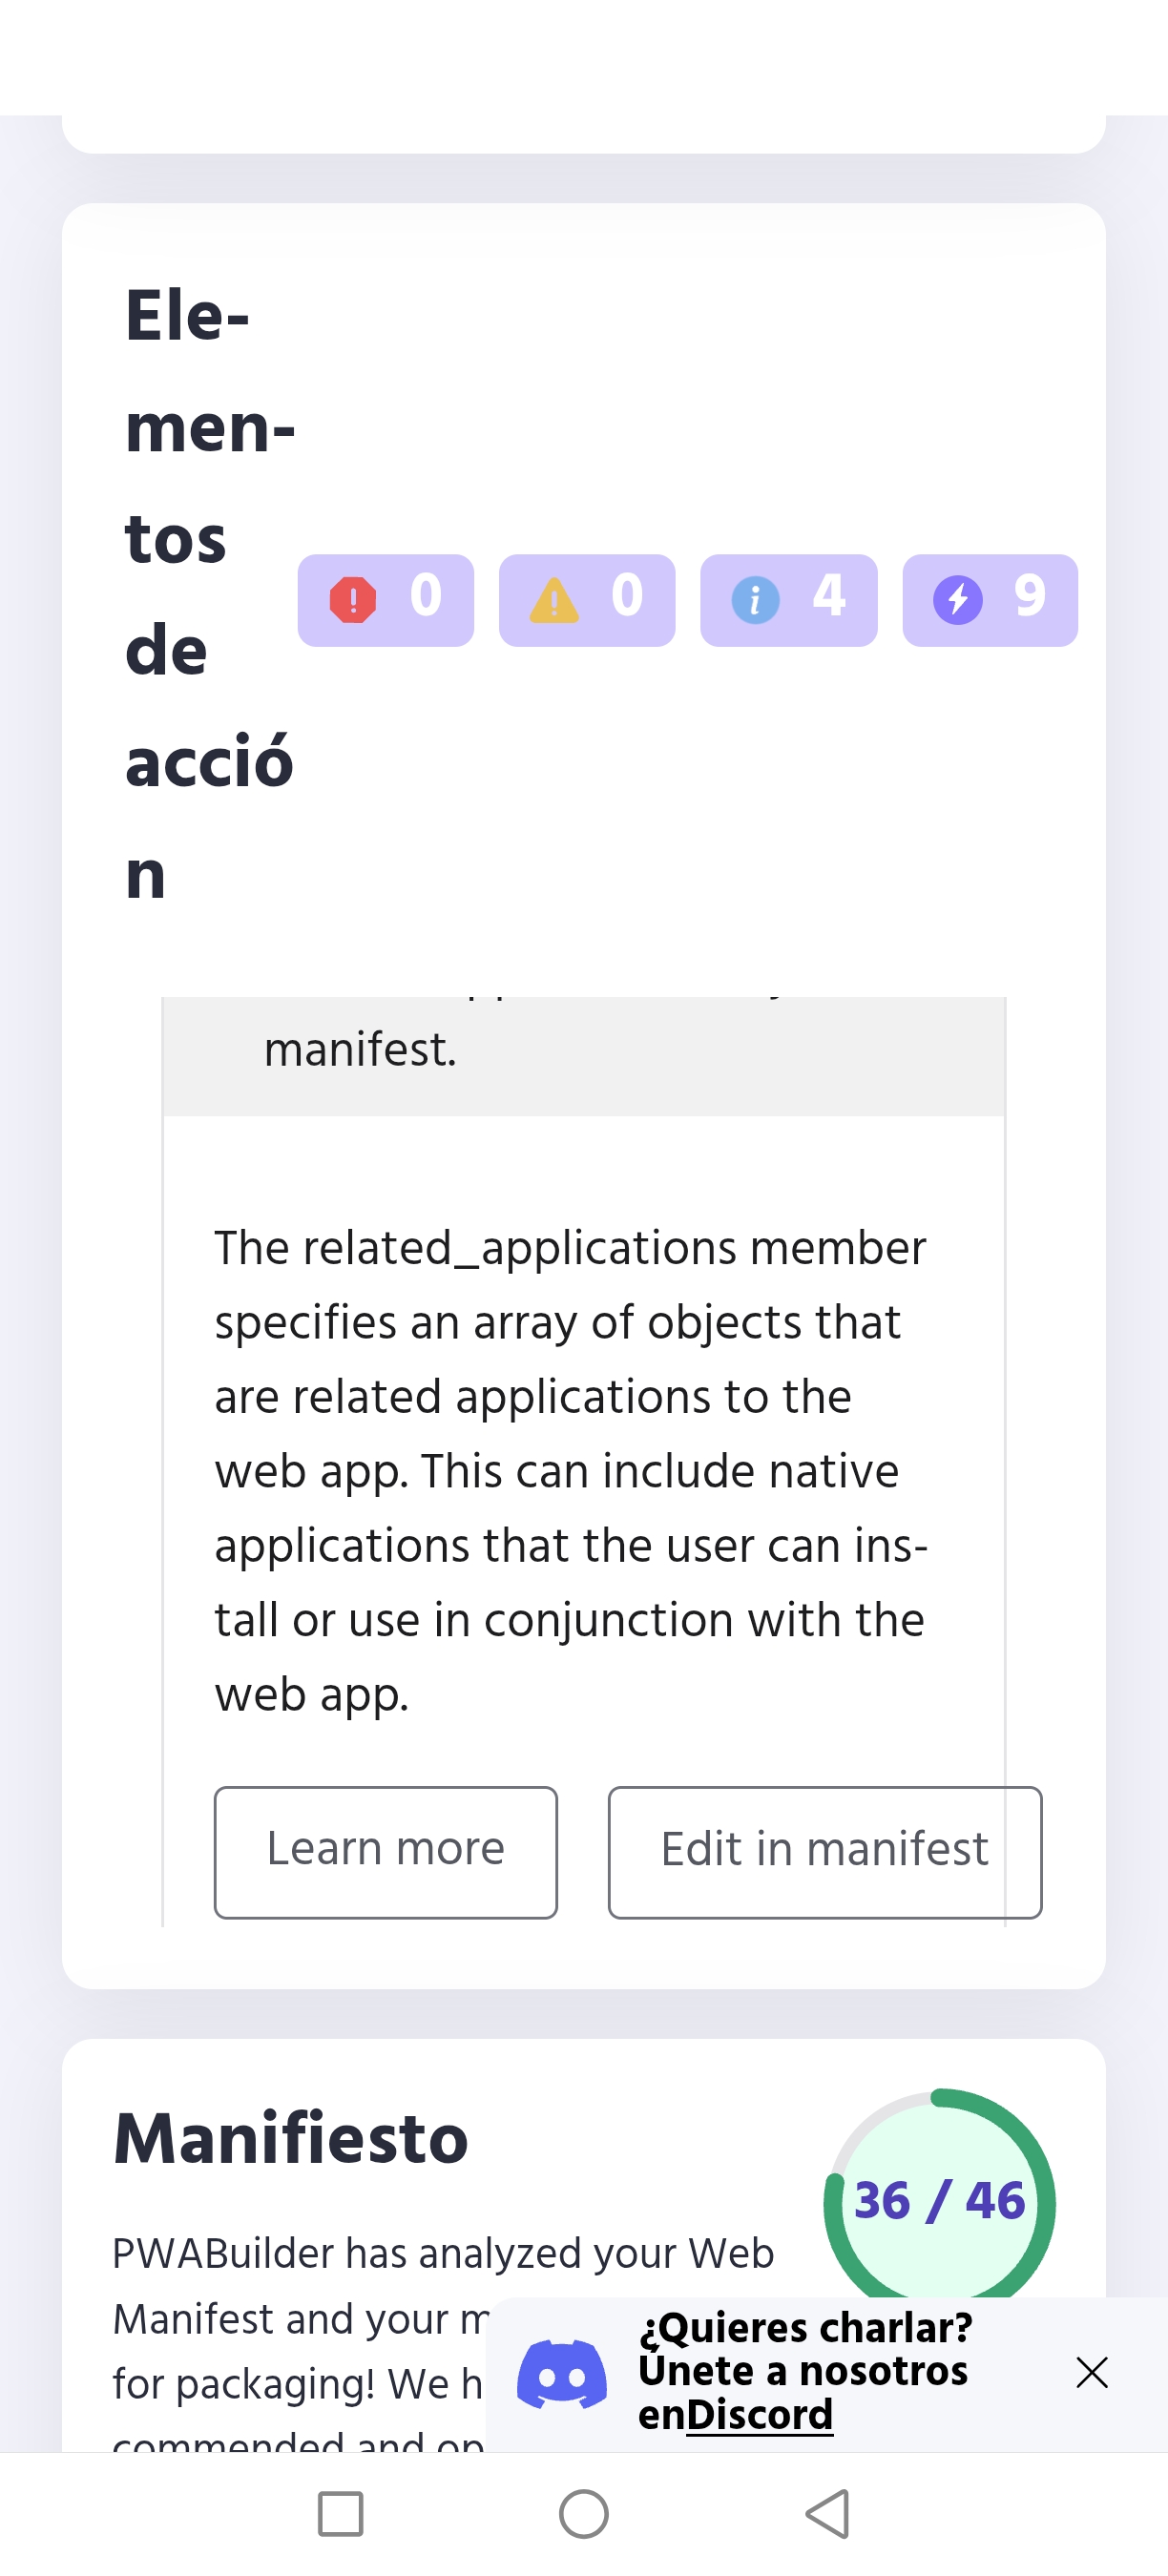 Ele-
men-
tos
de
acció
n
0 0 4 9
manifest.
The related_applications member
specifies an array of objects that
are related applications to the
web app. This can include native
applications that the user can ins-
tall or use in conjunction with the
web app.
Learn more Edit in manifest
Manifiesto
36 / 46
PWABuilder has analyzed your Web
Manifest and your m
for packaging! We h
commended and op
¿Quieres charlar?
Únete a nosotros
enDiscord